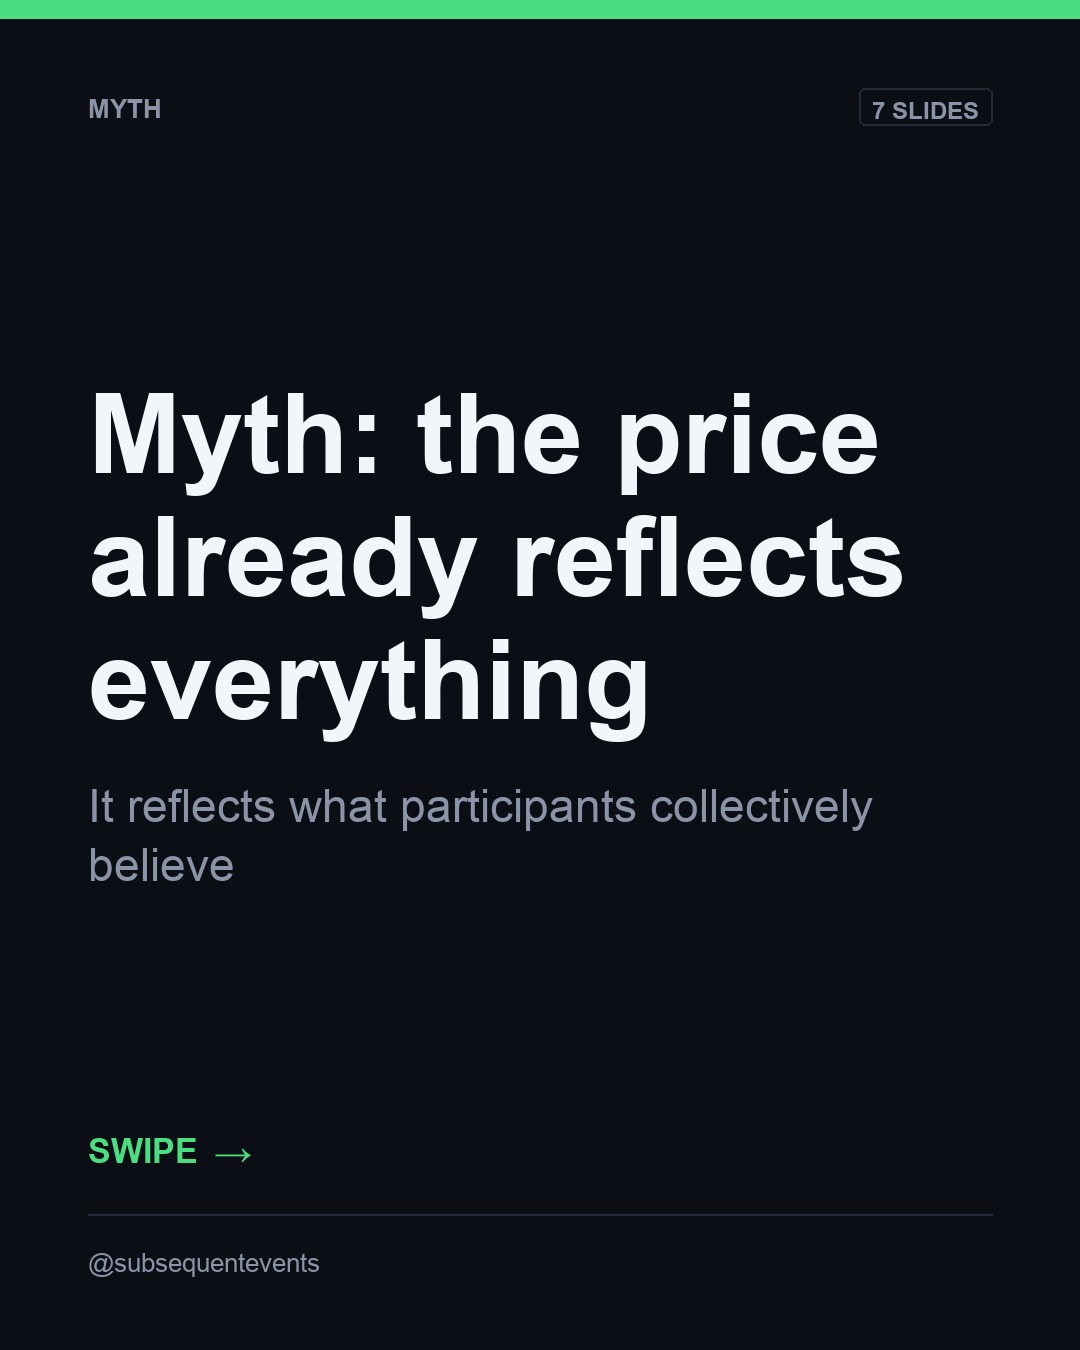 MYTH
7 SLIDES
Myth: the price
already reflects
everything
It reflects what participants collectively
believe
SWIPE →
@subsequentevents